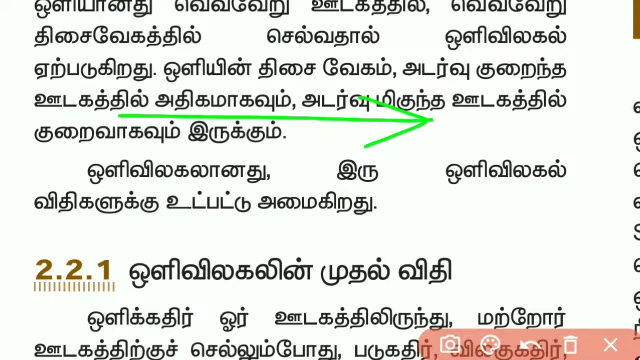 ஒளியானது வெவ்வேறு ஊடகத்தில், வெவ்வேறு
திசைவேகத்தில் செல்வதால் ஒளிவிலகல்
ஏற்படுகிறது. ஒளியின் திசை வேகம், அடர்வு குறைந்த
ஊடகத்தில் அதிகமாகவும், அடர்வு மிகுந்த ஊடகத்தில்
குறைவாகவும் இருக்கும்.
ஒளிவிலகலானது, இரு ஒளிவிலகல்
விதிகளுக்கு உட்பட்டு அமைகிறது.
2.2.1 ஒளிவிலகலின் முதல் விதி
ஒளிக்கதிர் ஓர் ஊடகத்திலிருந்து, மற்றோர்
ஊடகத்திற்குச் செல்லும்போது, படுகதிர், விலகுகதிர்,